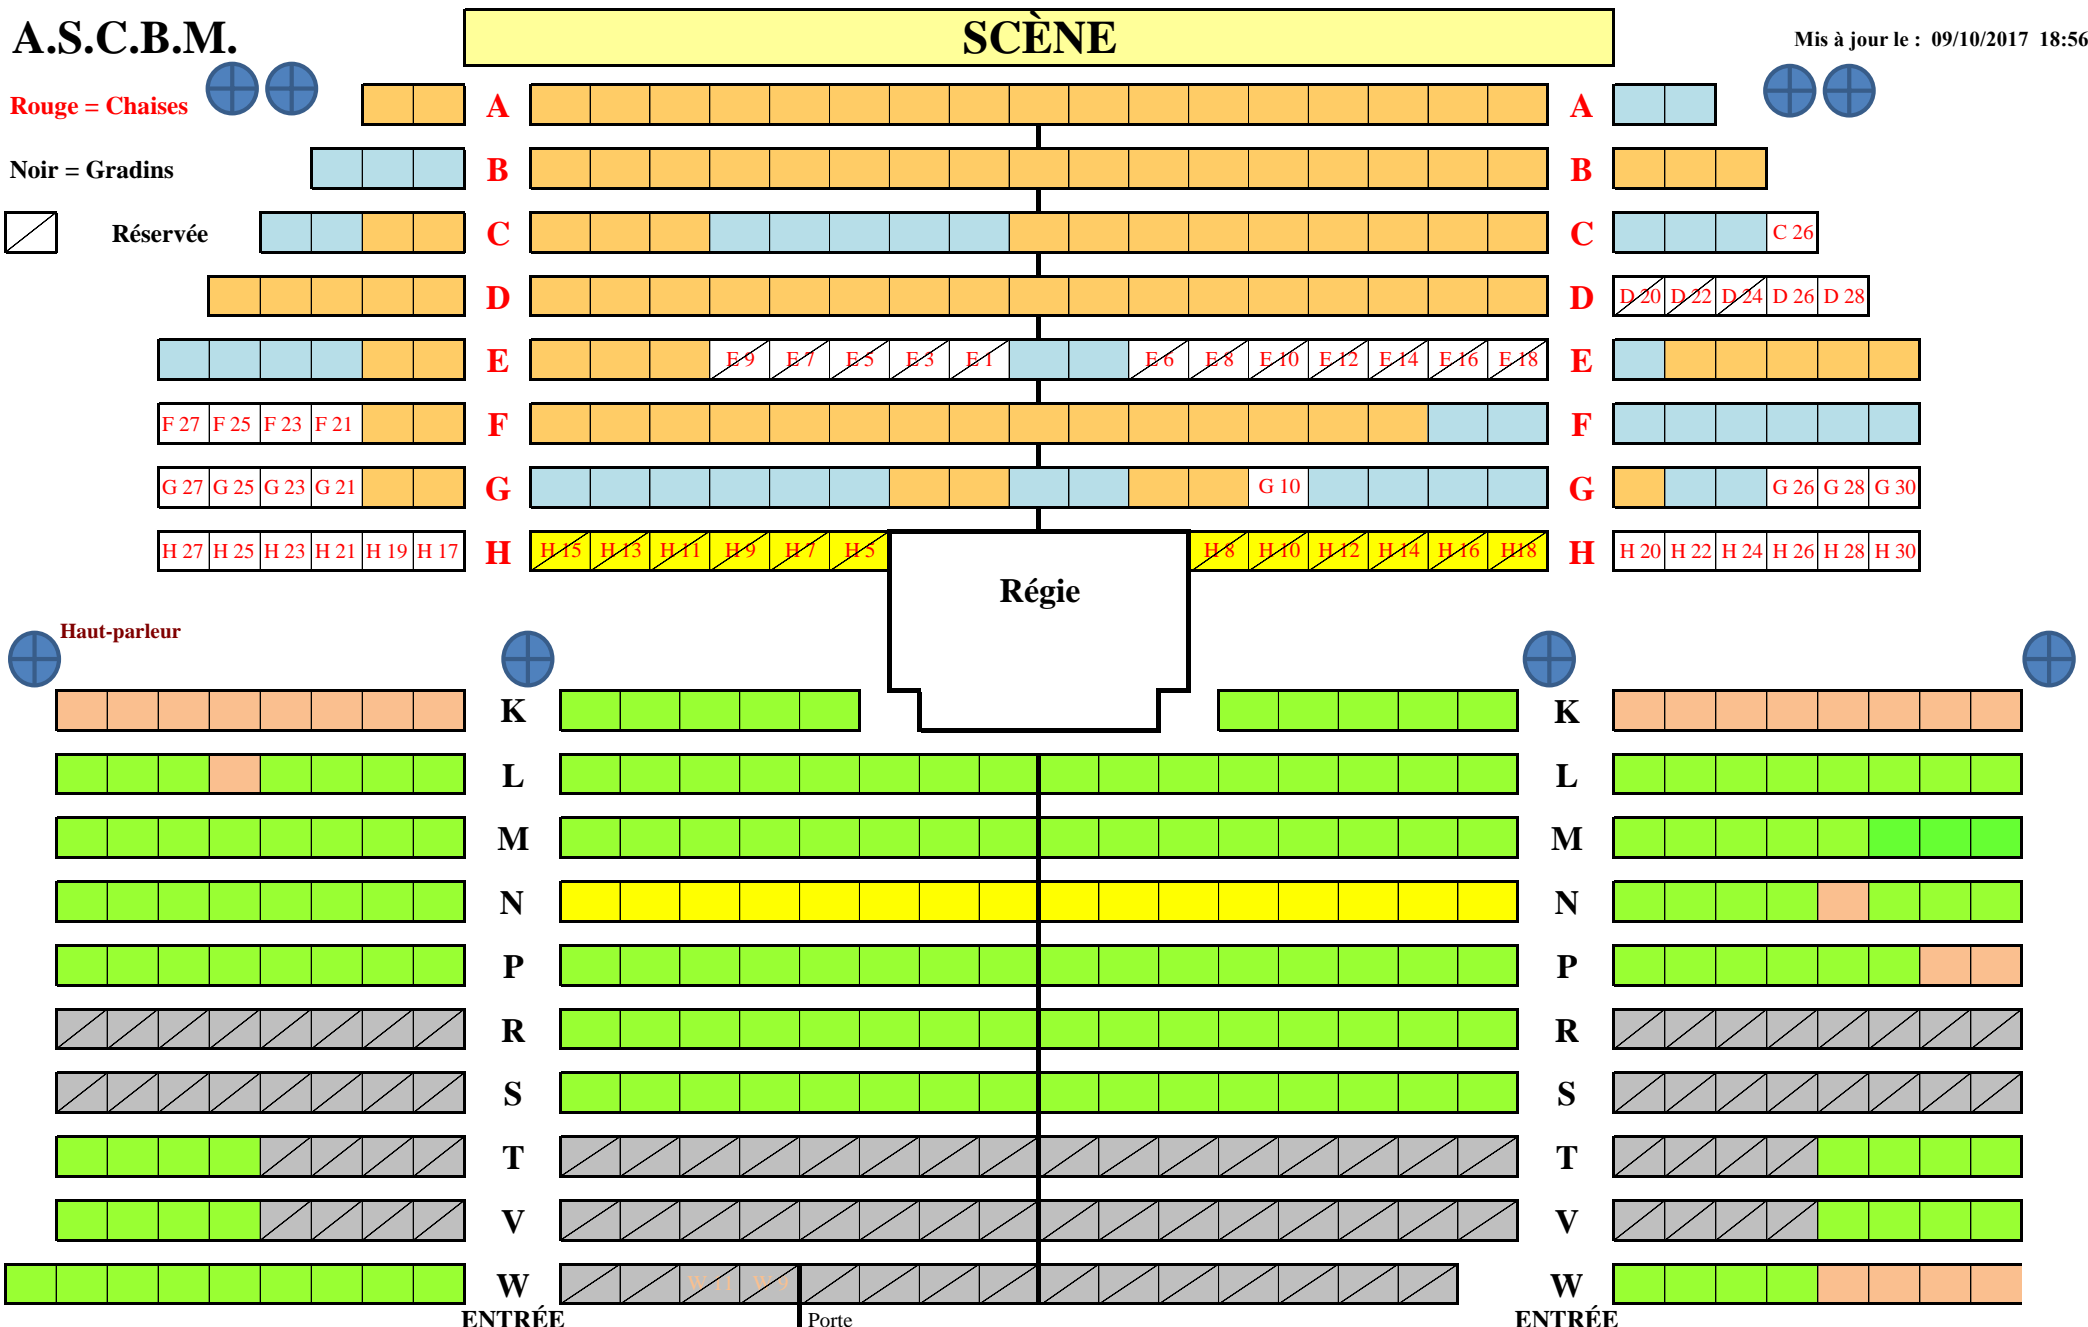 A.S.C.B.M.
SCÈNE
Mis à jour le : 09/10/2017 18:56
Rouge = Chaises
A A
Noir = Gradins
B B
Réservée
C C C 26
D D D 20 D 22 D 24 D 26 D 28
E E 9 E 7 E 5 E 3 E 1 E 6 E 8 E 10 E 12 E 14 E 16 E 18 E
F 27 F 25 F 23 F 21 F F
G 27 G 25 G 23 G 21 G G 10 G G 26 G 28 G 30
H 27 H 25 H 23 H 21 H 19 H 17 H H 15 H 13 H 11 H 9 H 7 H 5 H 8 H 10 H 12 H 14 H 16 H18 H H 20 H 22 H 24 H 26 H 28 H 30
Régie
Haut-parleur
K K
L L
M M
N N
P P
R R
S S
T T
V V
W W 11 W 9 W
ENTRÉE Porte ENTRÉE